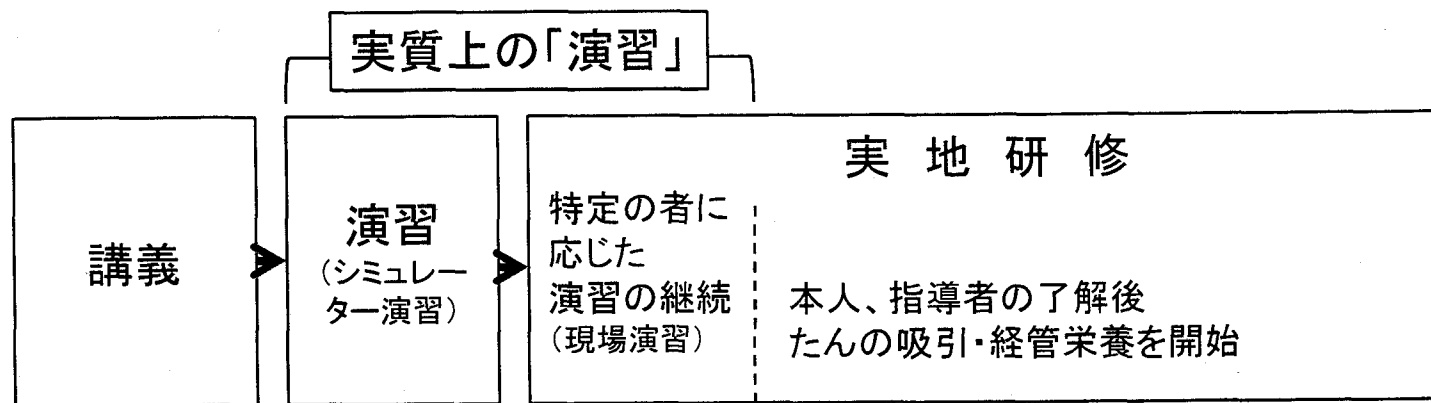 実質上の「演習」
講義
演習
（シミュレー
ター演習）
実地研修
特定の者に
応じた
演習の継続
（現場演習）
本人、指導者の了解後
たんの吸引・経管栄養を開始